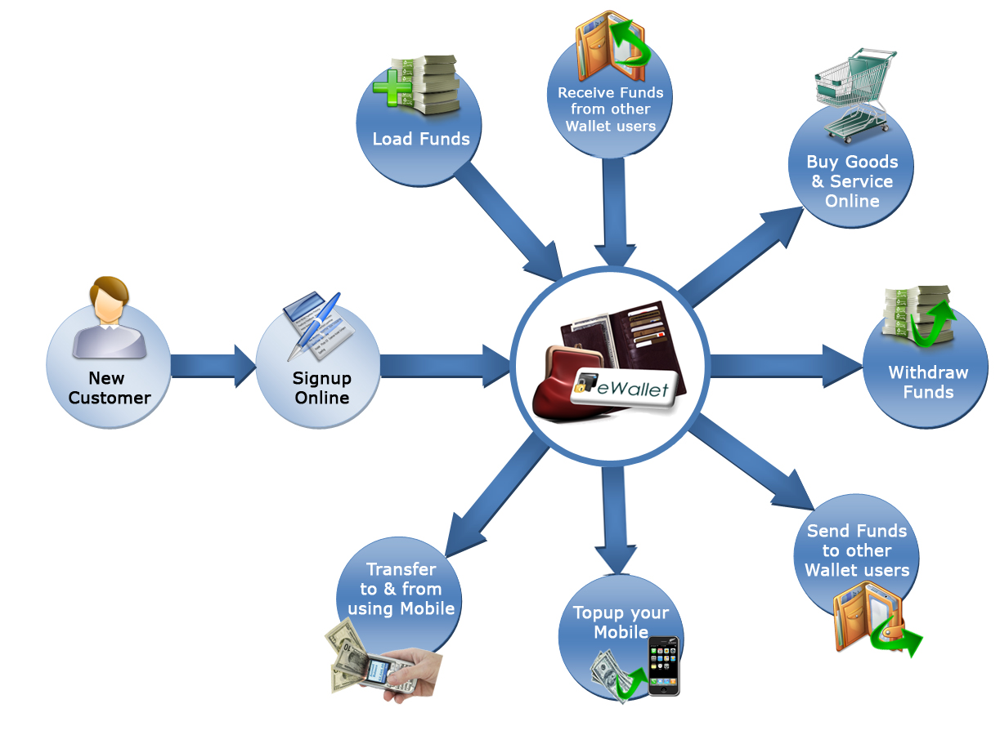 Load Funds
Receive Funds
from other
Wallet users
Buy Goods
& Service
Online
New
Customer
Signup
Online
eWallet
Withdraw
Funds
Transfer
to & from
using Mobile
Topup your
Mobile
Send Funds
to other
Wallet users